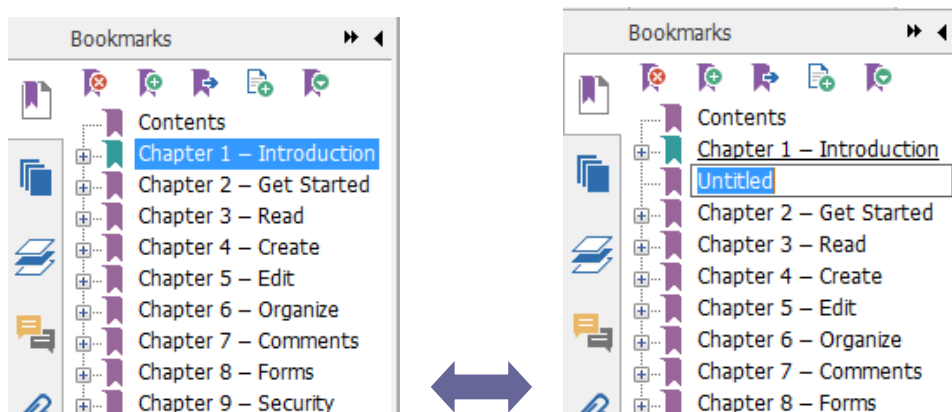 Bookmarks
Contents
Chapter 1 – Introduction
Chapter 2 – Get Started
Chapter 3 – Read
Chapter 4 – Create
Chapter 5 – Edit
Chapter 6 – Organize
Chapter 7 – Comments
Chapter 8 – Forms
Chapter 9 – Security
Bookmarks
Contents
Chapter 1 – Introduction
Untitled
Chapter 2 – Get Started
Chapter 3 – Read
Chapter 4 – Create
Chapter 5 – Edit
Chapter 6 – Organize
Chapter 7 – Comments
Chapter 8 – Forms